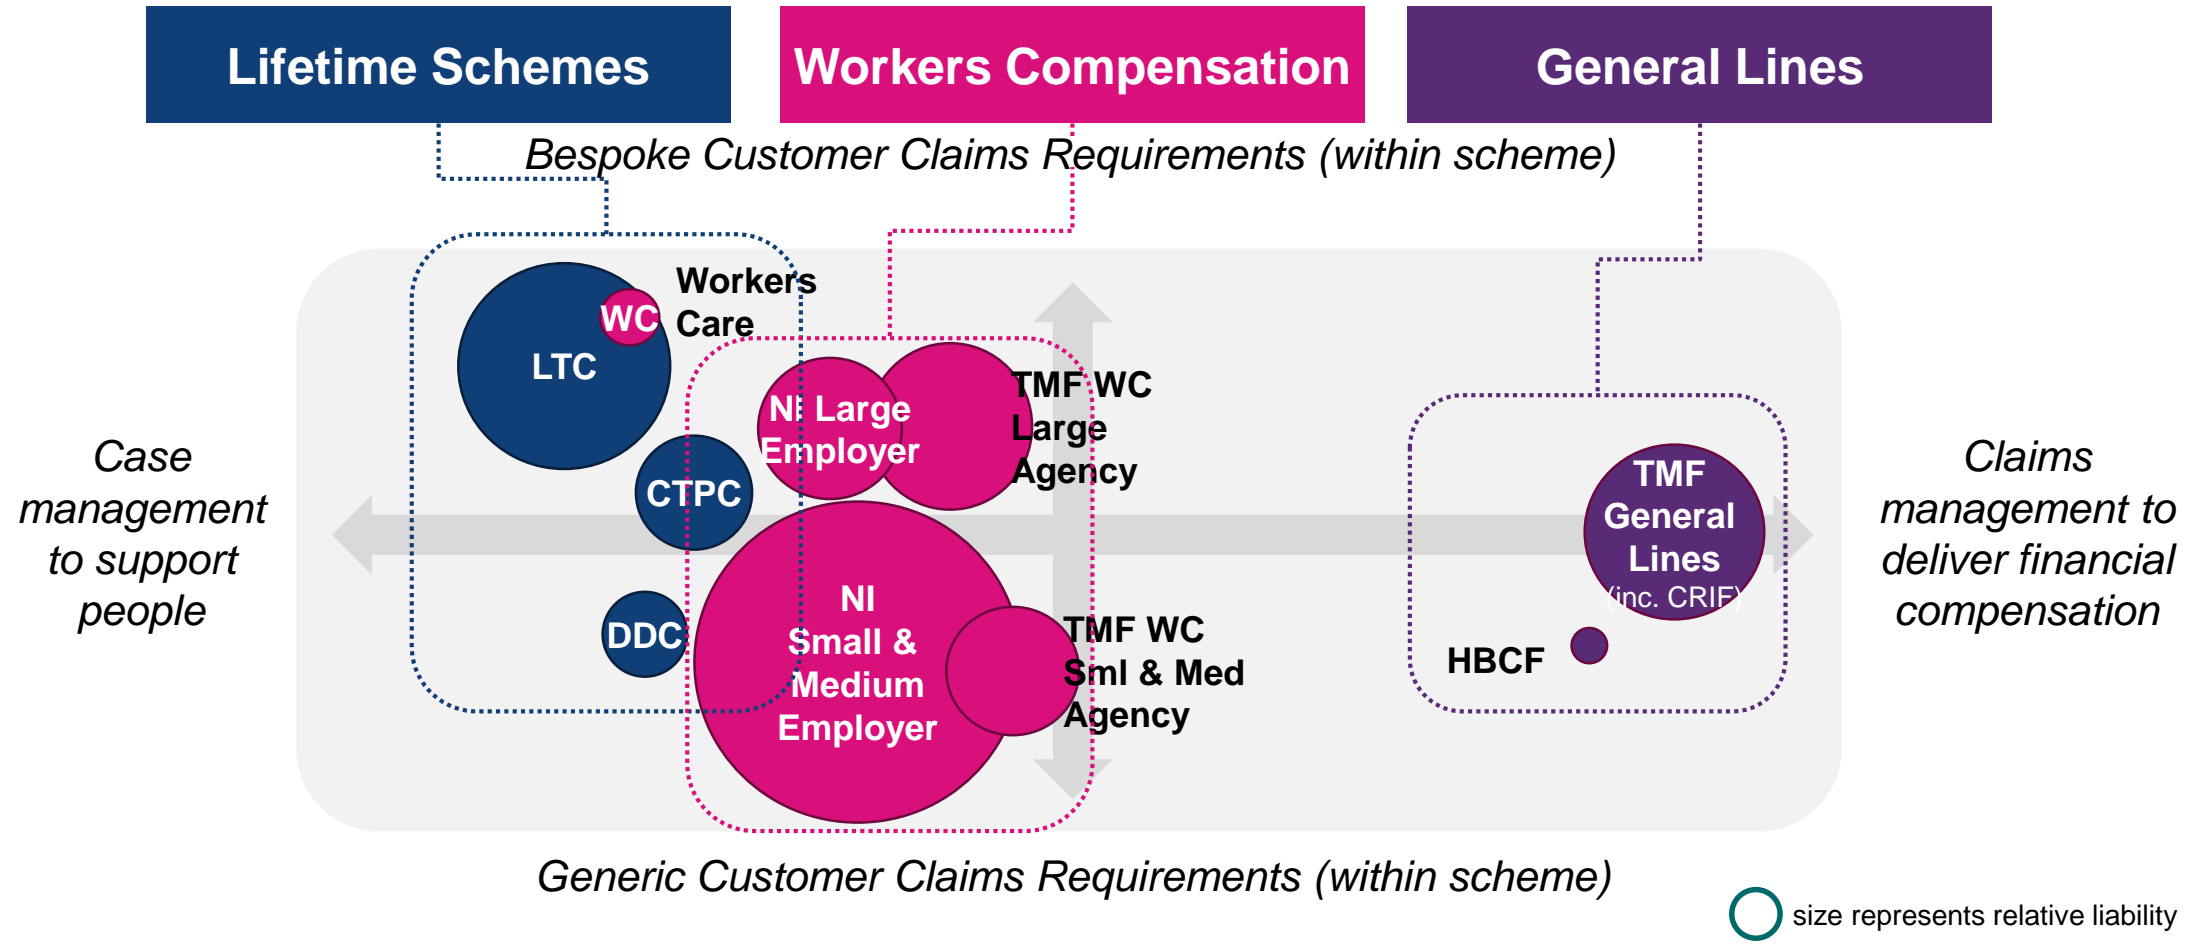 Lifetime Schemes
Workers Compensation
General Lines
Bespoke Customer Claims Requirements (within scheme)
Workers
Care
WC
LTC
NI Large
Employer
TMF WC
Large
Agency
CTPC
Case
management
to support
people
TMF
General
Lines
(inc. CRIF)
Claims
management to
deliver financial
compensation
DDC
NI
Small &
Medium
Employer
TMF WC
Sml & Med
Agency
HBCF
Generic Customer Claims Requirements (within scheme)
size represents relative liability